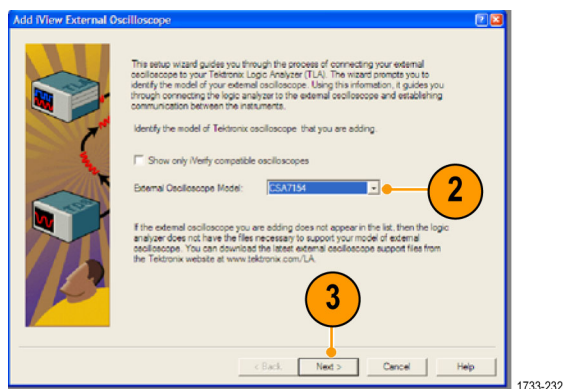 Add iView External Oscilloscope
This setup wizard guides you through the process of connecting your external
oscilloscope to your Tektronix Logic Analyzer (TLA). The wizard prompts you to
identify the model of your external oscilloscope. Using this information, it guides you
through connecting the logic analyzer to the external oscilloscope and establishing
communication between the instruments.
Identify the model of Tektronix oscilloscope that you are adding.
Show only iVerify compatible oscilloscopes
External Oscilloscope Model: CSA7154
2
If the external oscilloscope you are adding does not appear in the list, then the logic
analyzer does not have the files necessary to support your model of external
oscilloscope. You can download the latest external oscilloscope support files from
the Tektronix website at www.tektronix.com/LA.
3
< Back Next > Cancel Help
1733-232
TLA
TDS